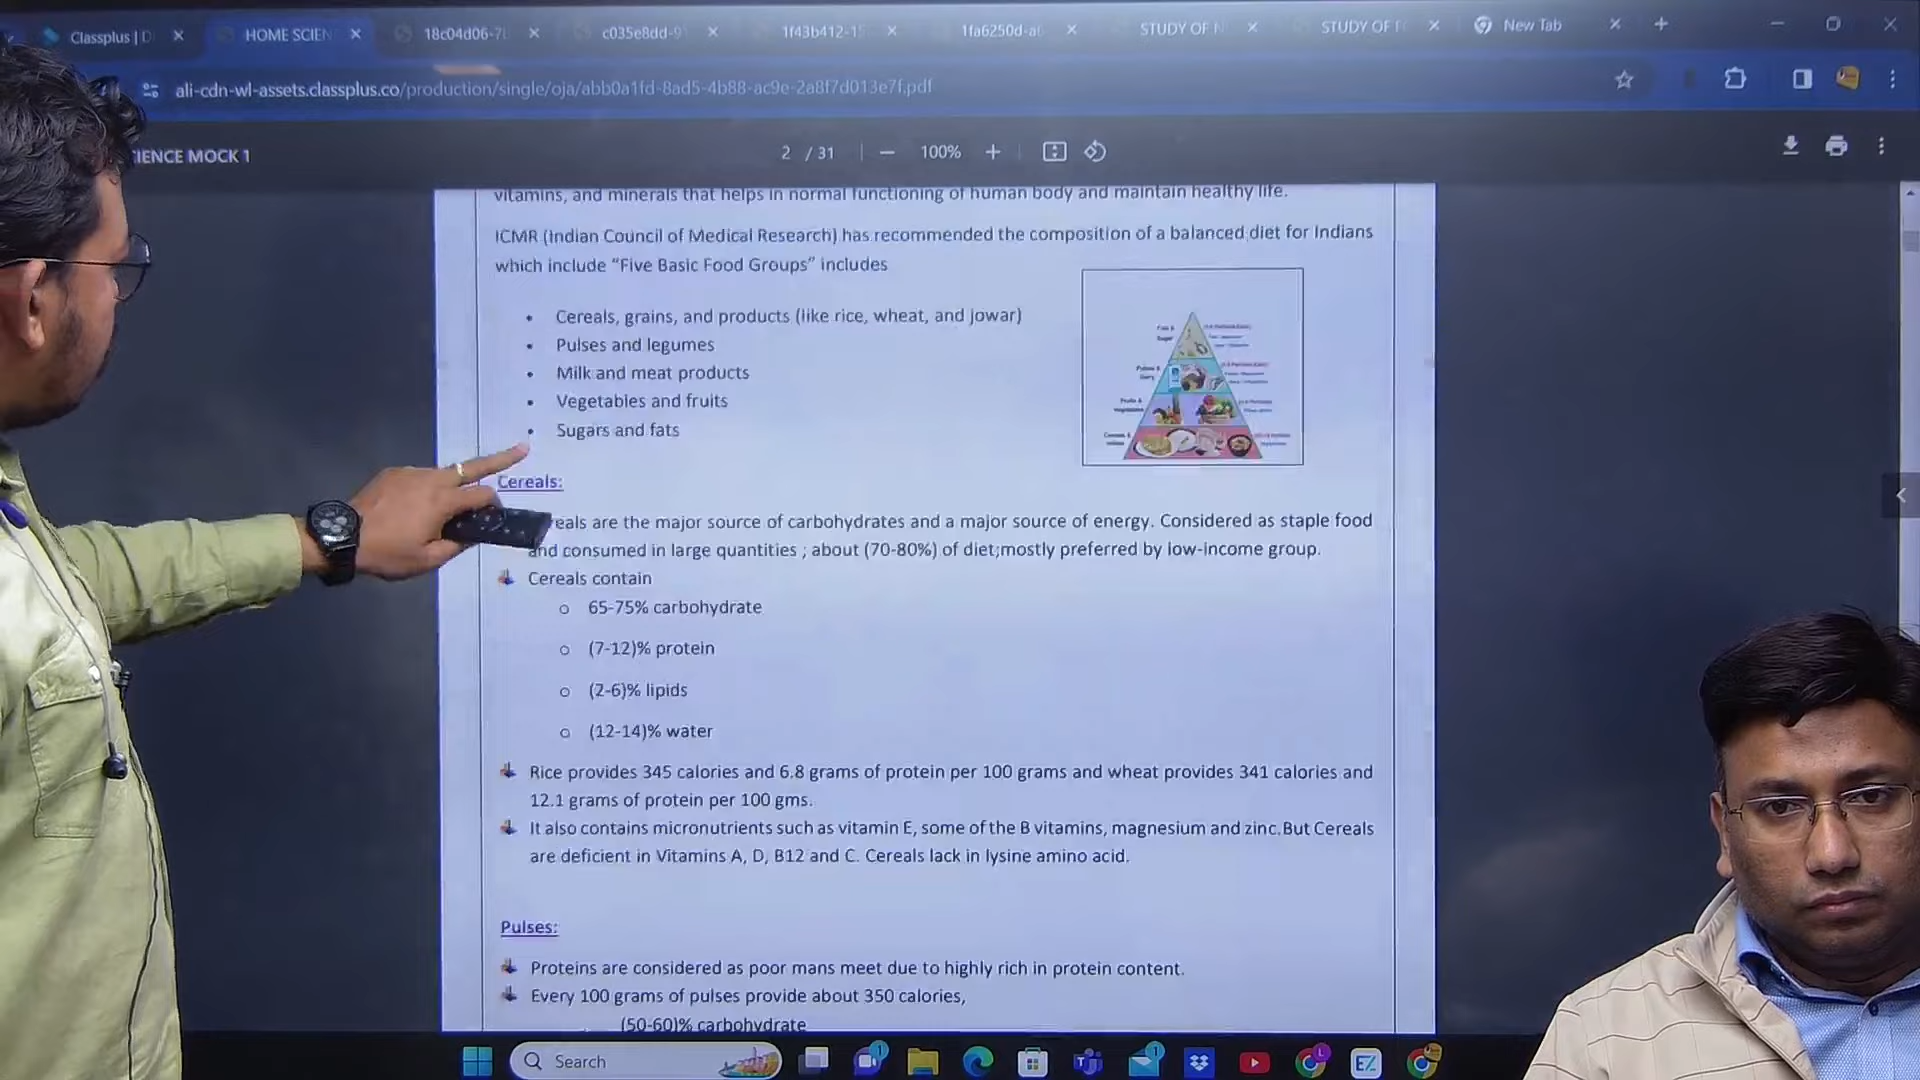 Classplus | D
HOME SCIEN
18c04d06-7
c035e8dd-9
1f43b412-1
1fa6250d-a
STUDY OF
STUDY OF
New Tab
ali-cdn-wl-assets.classplus.co/production/single/oja/abb0a1fd-8ad5-4b88-ac9e-2a8f7d013e7f.pdf
IENCE MOCK 1
2 / 31
100%
vitamins, and minerals that helps in normal functioning of human body and maintain healthy life.
ICMR (Indian Council of Medical Research) has recommended the composition of a balanced diet for Indians
which include “Five Basic Food Groups” includes
• Cereals, grains, and products (like rice, wheat, and jowar)
• Pulses and legumes
• Milk and meat products
• Vegetables and fruits
• Sugars and fats
Cereals:
eals are the major source of carbohydrates and a major source of energy. Considered as staple food
and consumed in large quantities ; about (70-80%) of diet;mostly preferred by low-income group.
Cereals contain
o 65-75% carbohydrate
o (7-12)% protein
o (2-6)% lipids
o (12-14)% water
Rice provides 345 calories and 6.8 grams of protein per 100 grams and wheat provides 341 calories and
12.1 grams of protein per 100 gms.
It also contains micronutrients such as vitamin E, some of the B vitamins, magnesium and zinc.But Cereals
are deficient in Vitamins A, D, B12 and C. Cereals lack in lysine amino acid.
Pulses:
Proteins are considered as poor mans meet due to highly rich in protein content.
Every 100 grams of pulses provide about 350 calories,
(50-60)% carbohydrate
Search